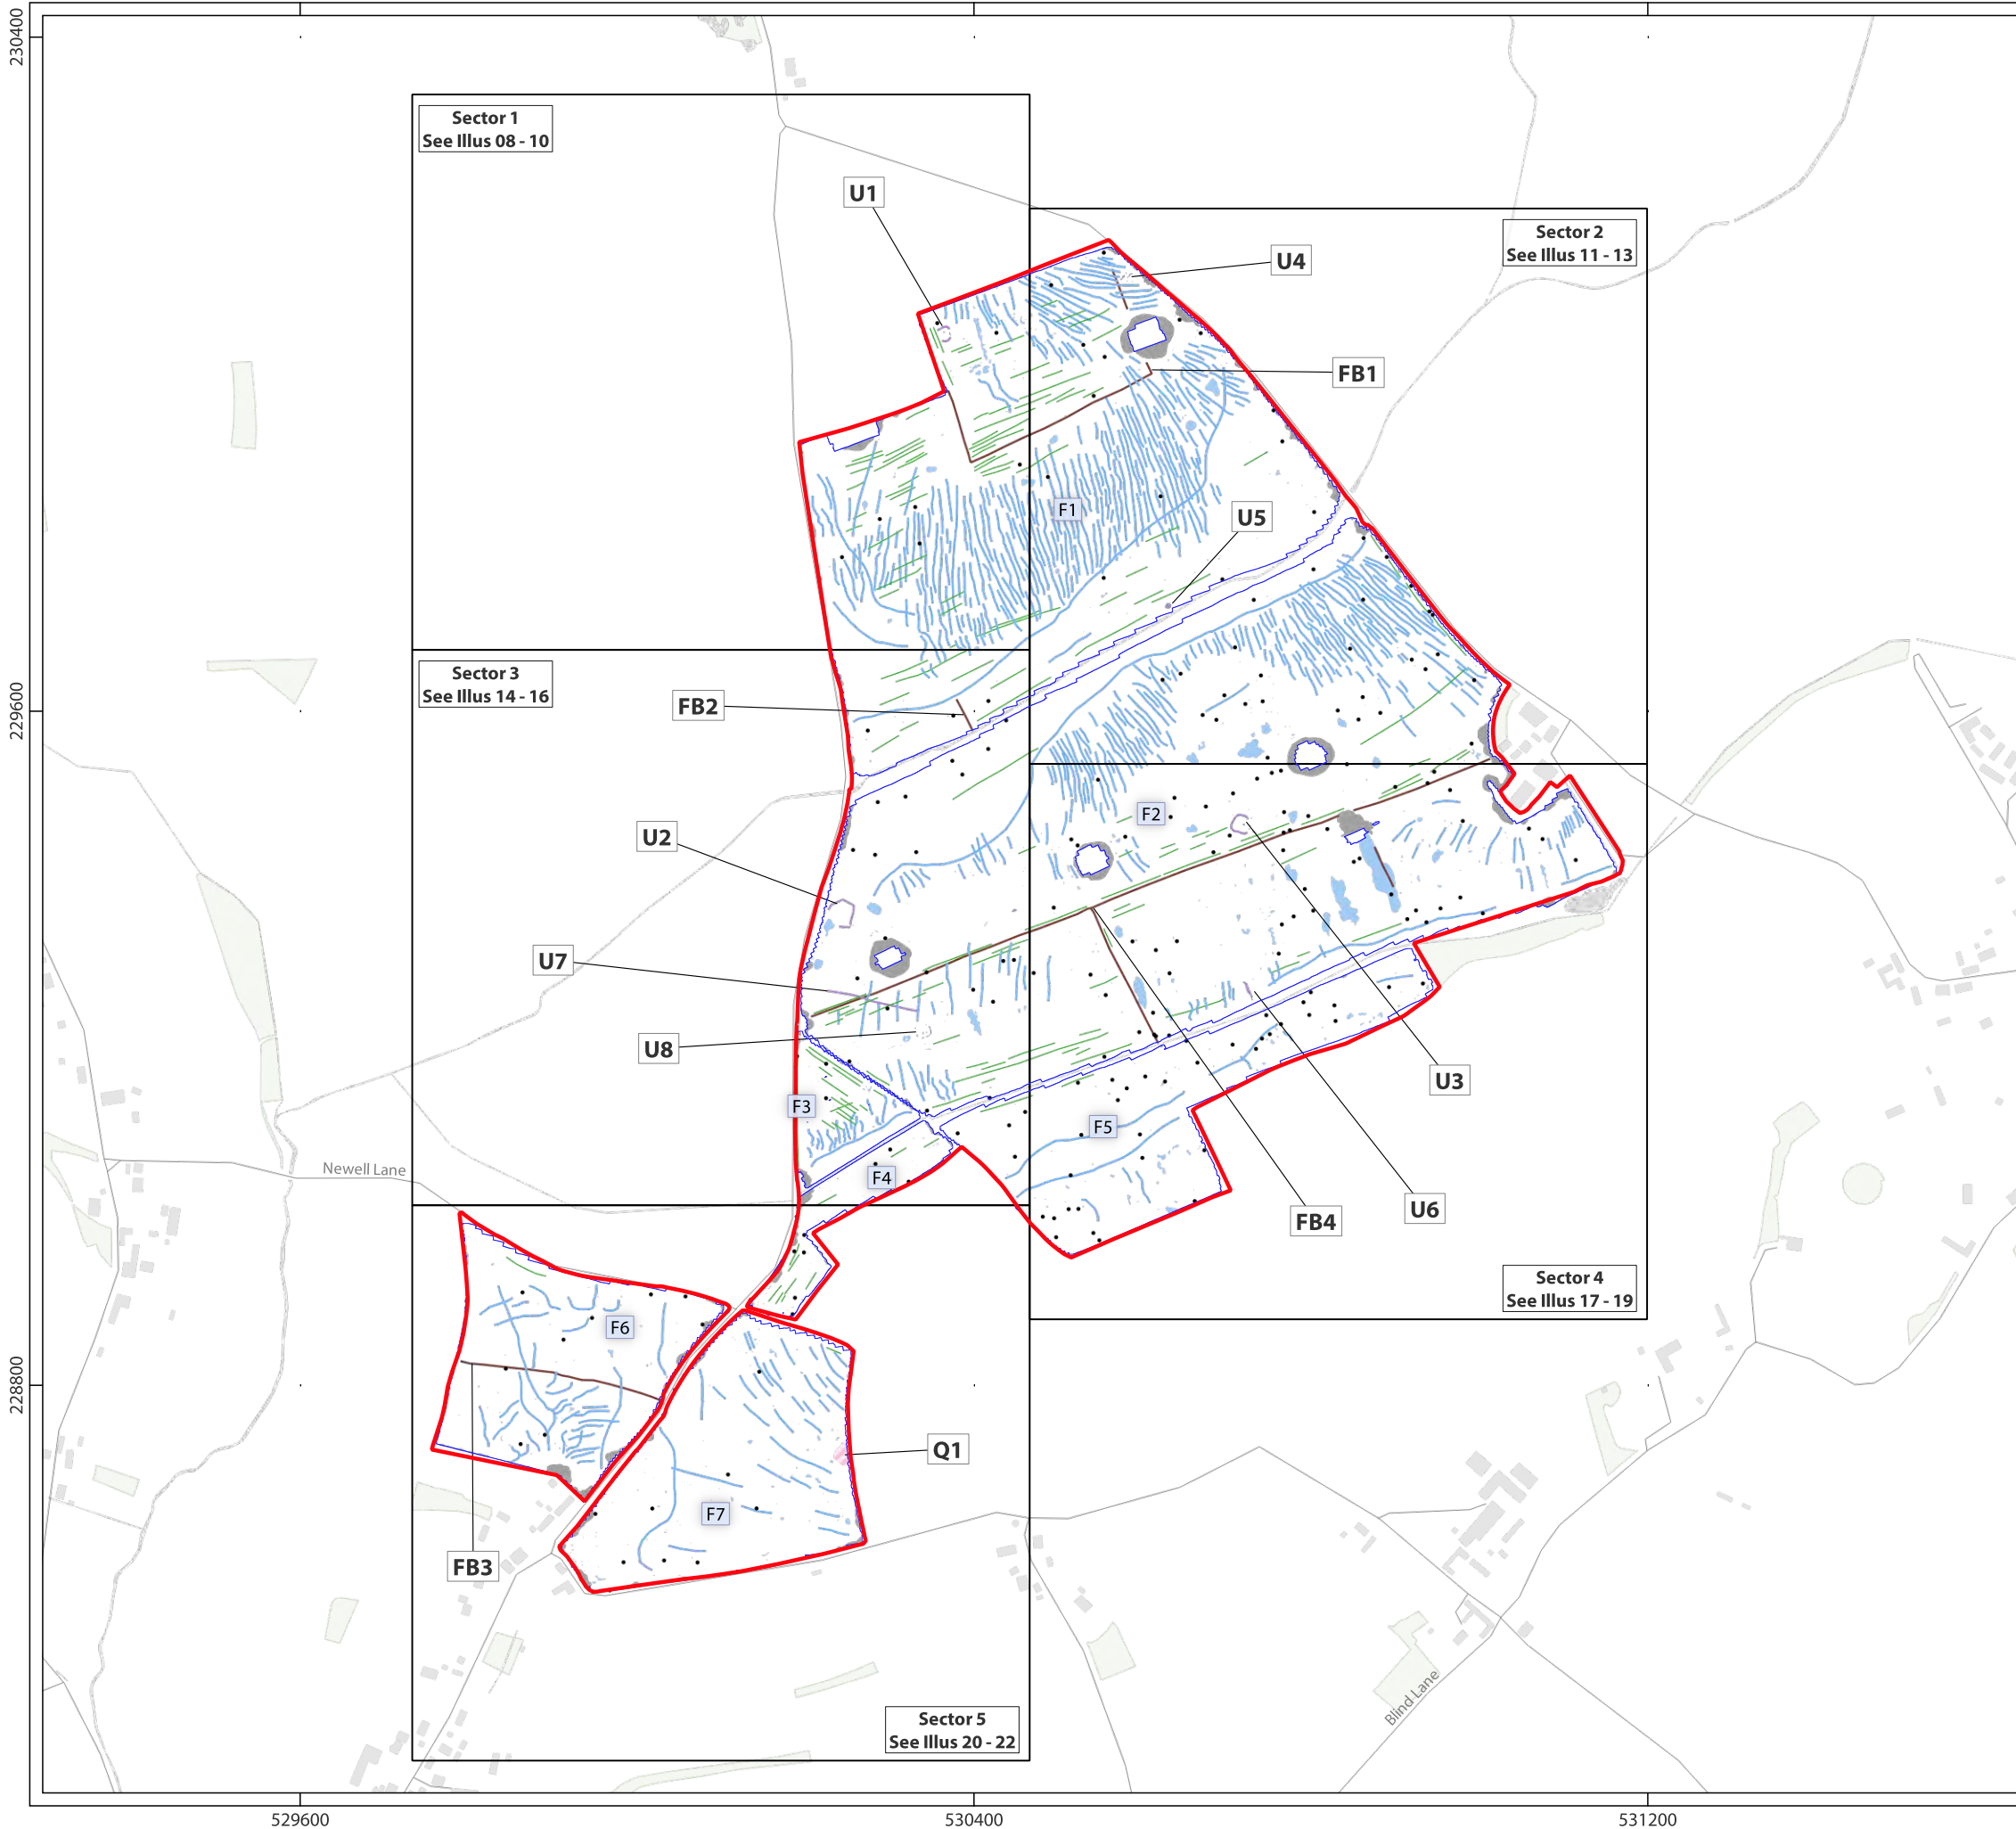 230400
Sector 1
See Illus 08 - 10
U1
Sector 2
See Illus 11 - 13
U4
FB1
F1
U5
Sector 3
See Illus 14 - 16
FB2
229600
F2
U2
U7
U8
U3
F3
F5
Newell Lane
F4
FB4
U6
Sector 4
See Illus 17 - 19
F6
228800
Q1
F7
FB3
Blind Lane
Sector 5
See Illus 20 - 22
529600
530400
531200